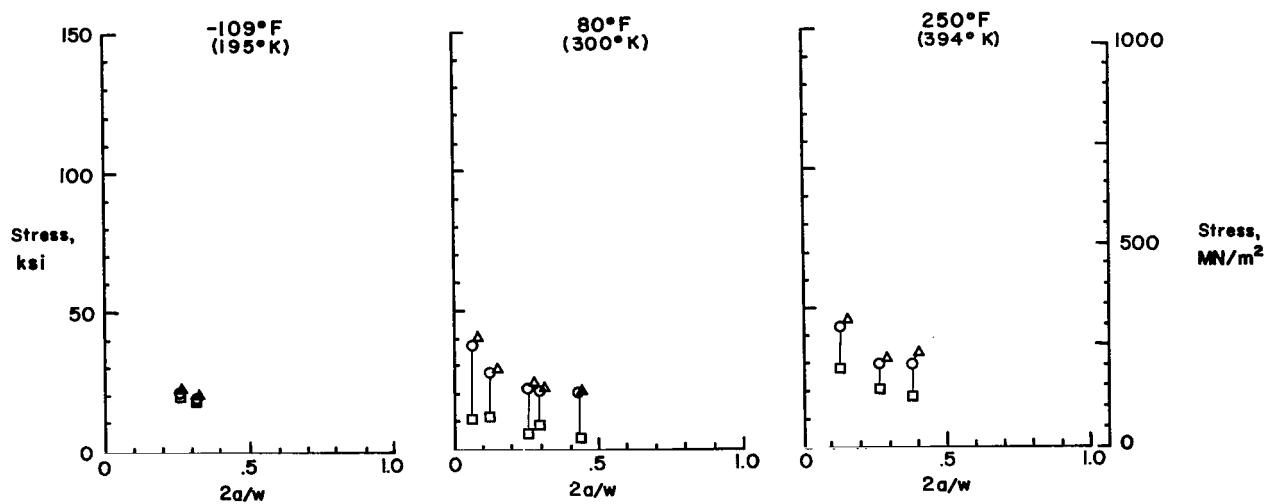 -109°F
(195°K)
80°F
(300°K)
250°F
(394°K)
150
100
50
0
Stress,
ksi
1000
500
0
Stress,
MN/m²
0 .5 1.0
2a/w
0 .5 1.0
2a/w
0 .5 1.0
2a/w